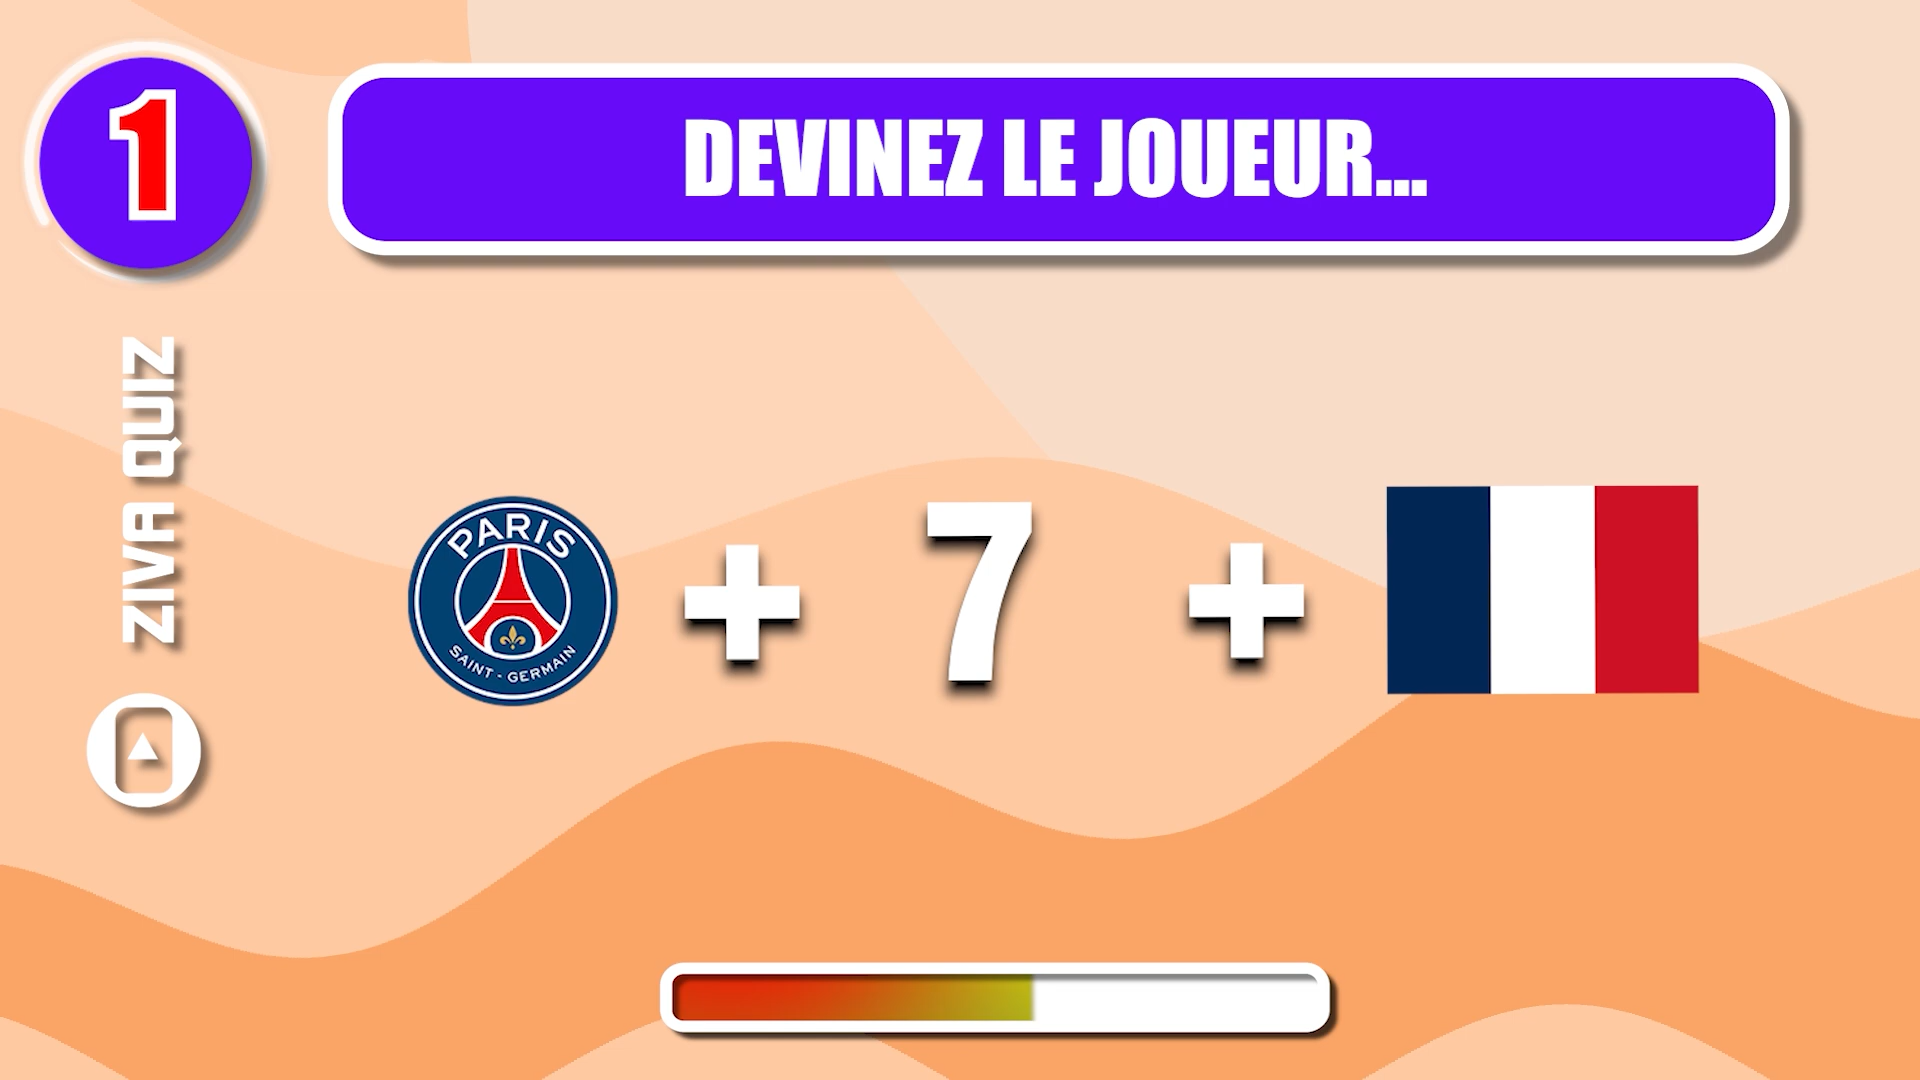 1
DEVINEZ LE JOUEUR...
ZIVA QUIZ
PARIS
SAINT - GERMAIN
+
7
+